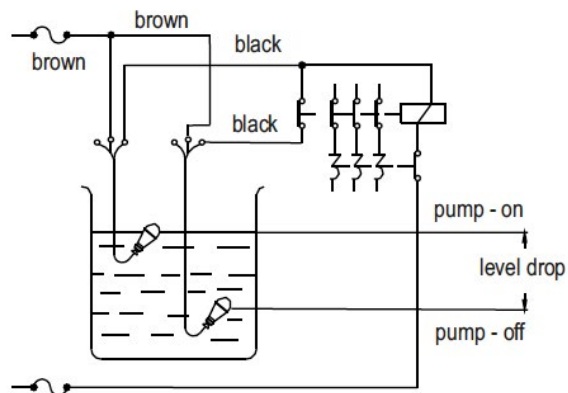 brown
brown
black
black
pump - on
level drop
pump - off